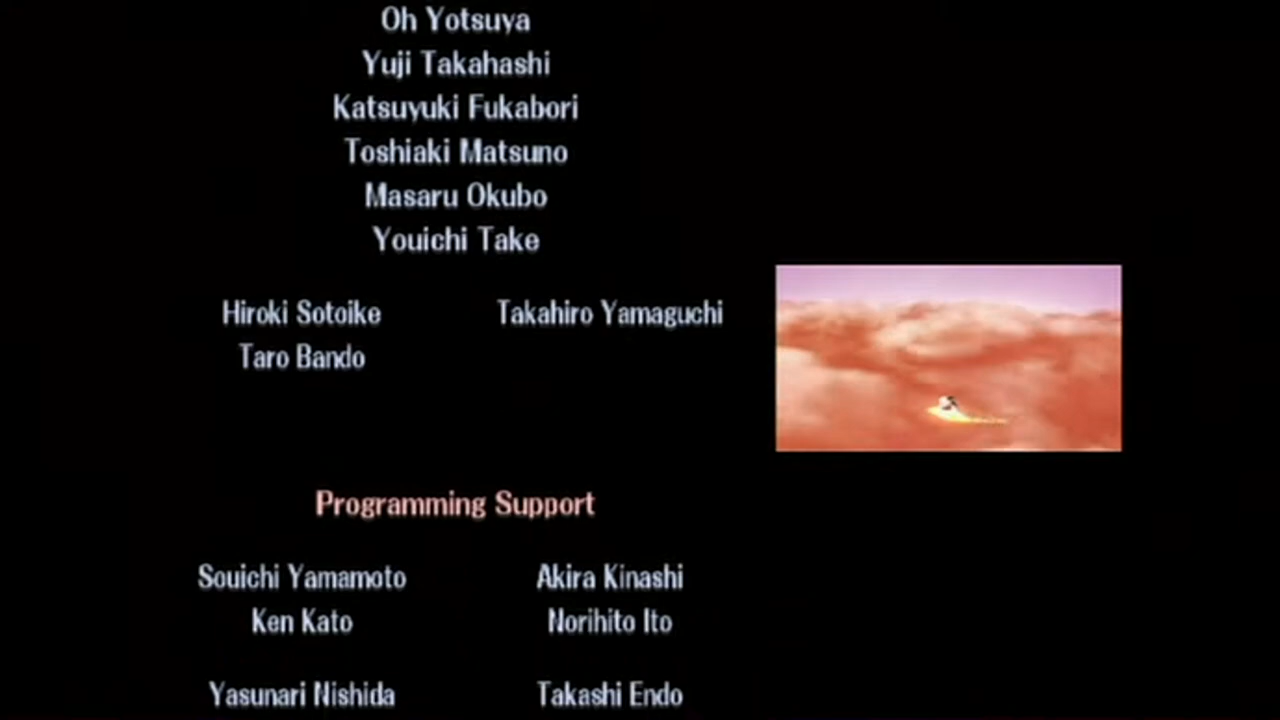 Oh Yotsuya
Yuji Takahashi
Katsuyuki Fukabori
Toshiaki Matsuno
Masaru Okubo
Youichi Take
Hiroki Sotoike Takahiro Yamaguchi
Taro Bando
Programming Support
Souichi Yamamoto Akira Kinashi
Ken Kato Norihito Ito
Yasunari Nishida Takashi Endo